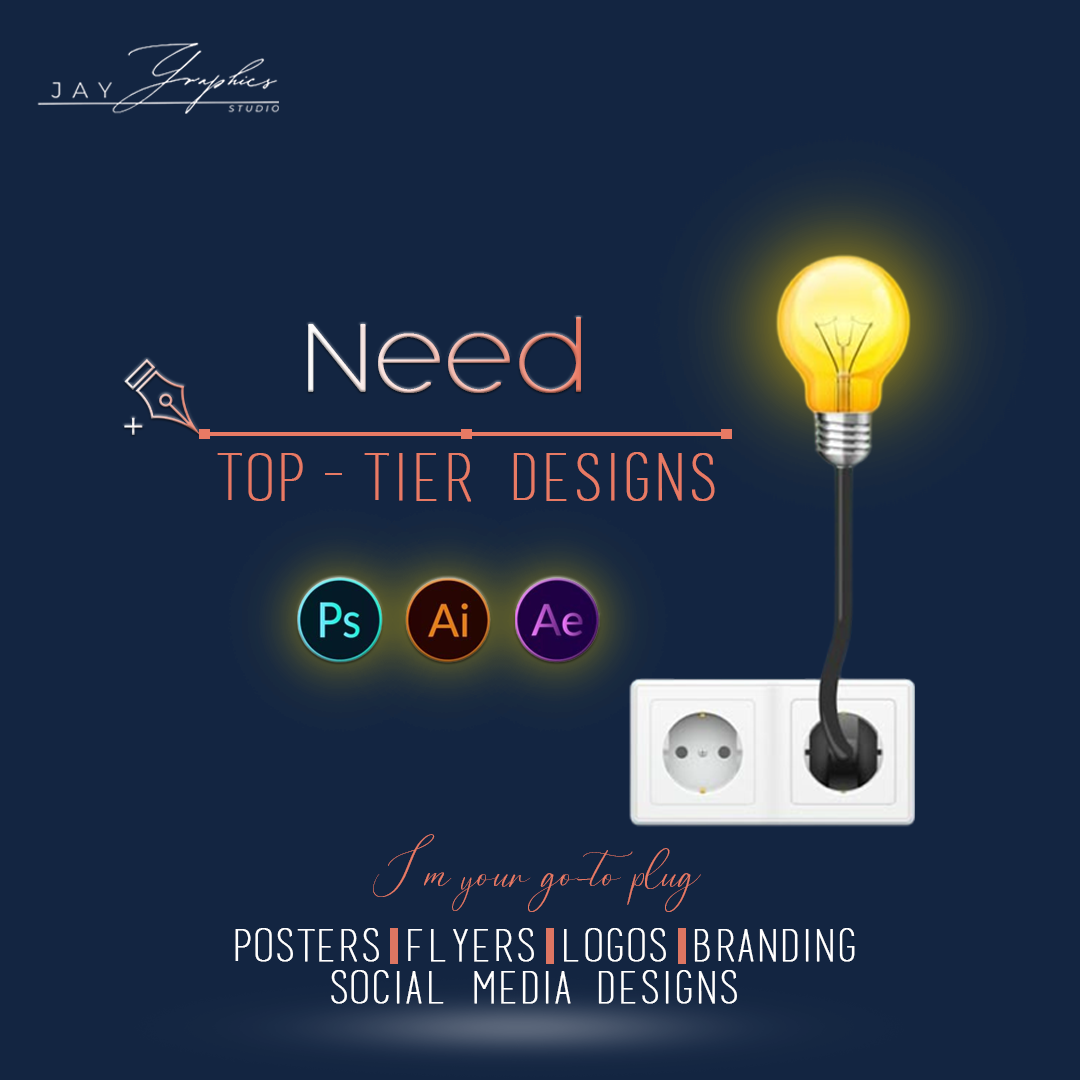 JAY Graphics
STUDIO
Need
TOP - TIER DESIGNS
Ps Ai Ae
I'm your go-to plug
POSTERS | FLYERS | LOGOS | BRANDING
SOCIAL MEDIA DESIGNS